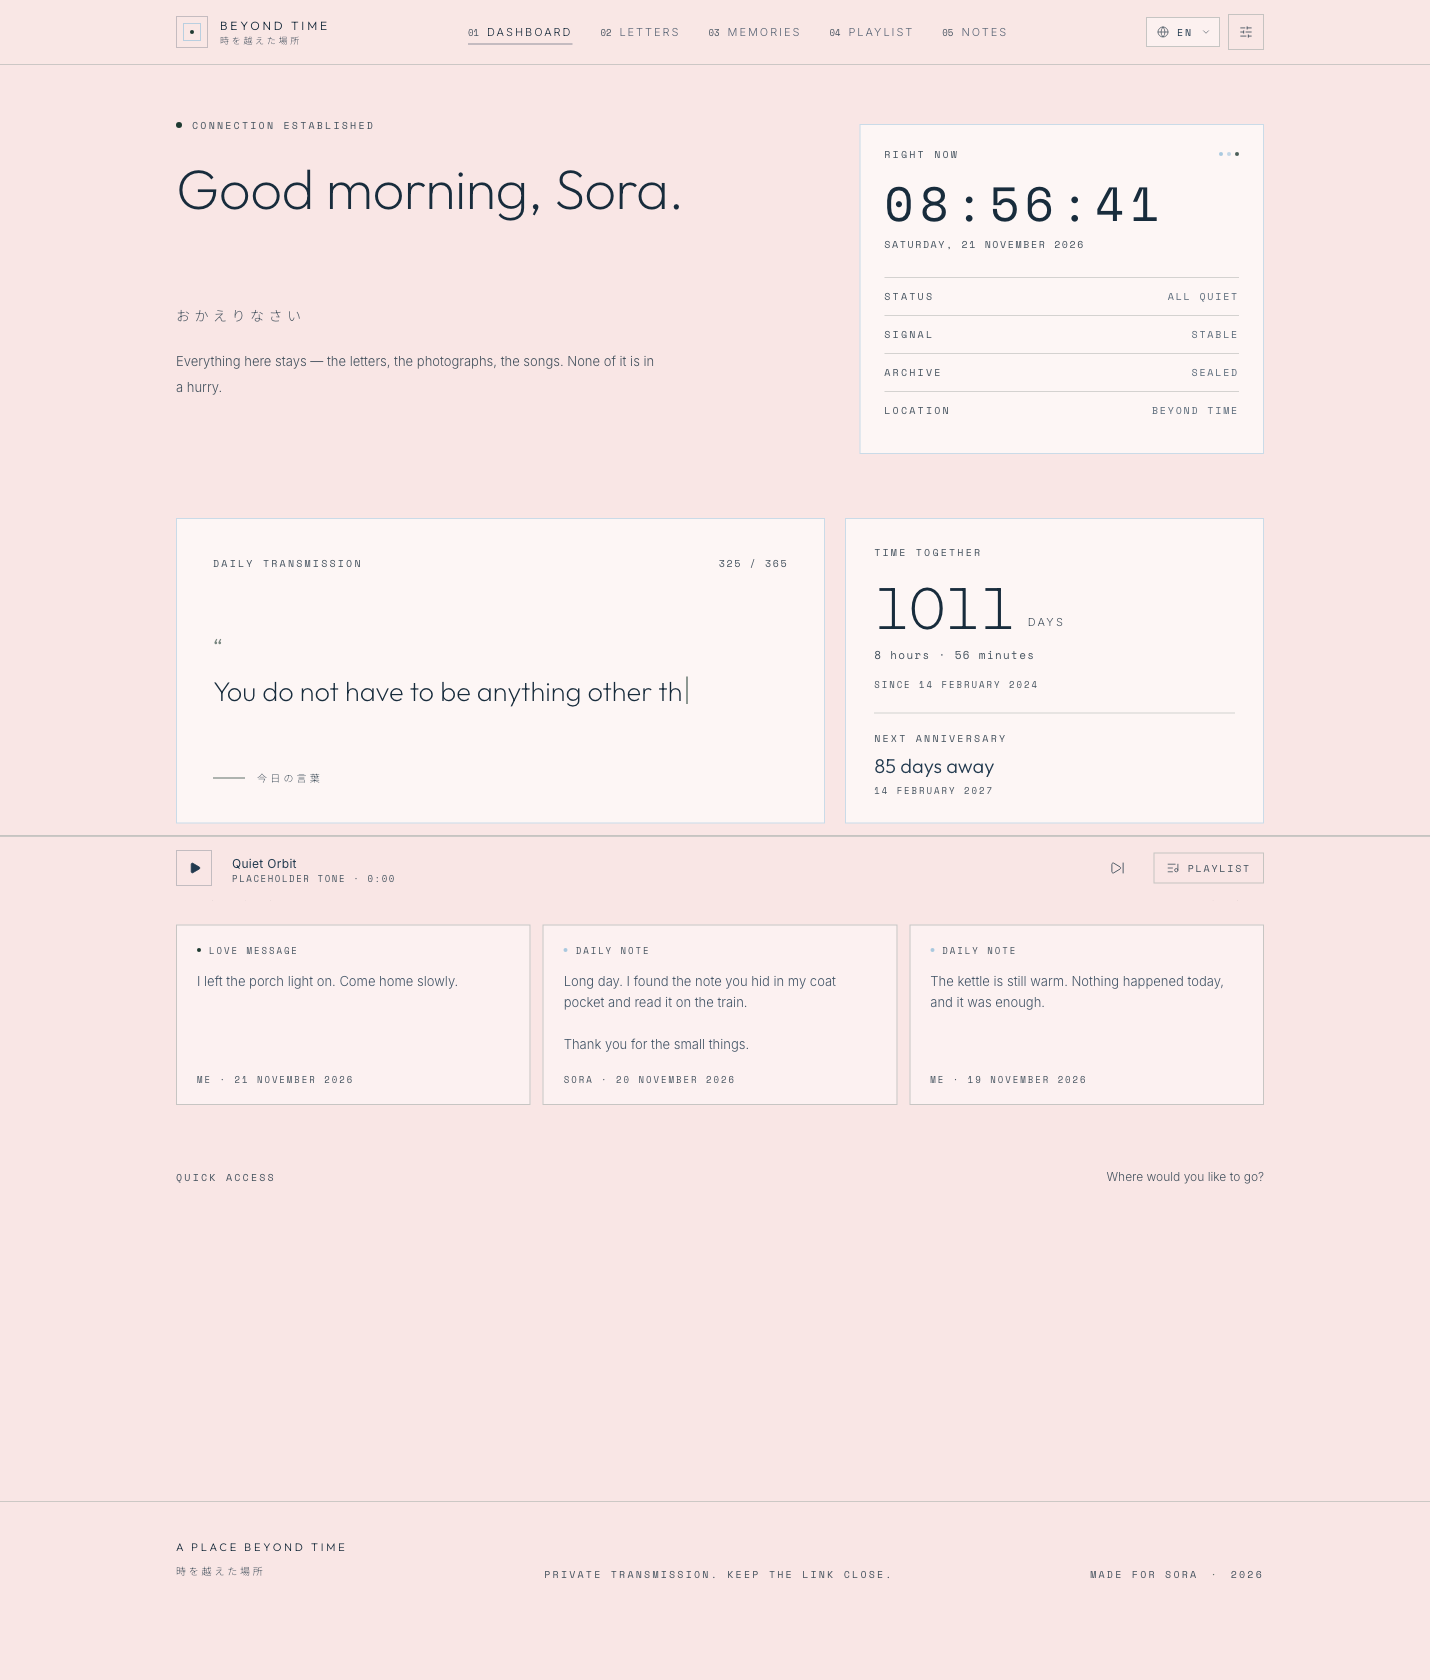 BEYOND TIME
時を越えた場所
01 DASHBOARD
02 LETTERS
03 MEMORIES
04 PLAYLIST
05 NOTES
EN
CONNECTION ESTABLISHED
Good morning, Sora.
おかえりなさい
Everything here stays — the letters, the photographs, the songs. None of it is in
a hurry.
RIGHT NOW
08:56:41
SATURDAY, 21 NOVEMBER 2026
STATUS ALL QUIET
SIGNAL STABLE
ARCHIVE SEALED
LOCATION BEYOND TIME
DAILY TRANSMISSION 325 / 365
“
You do not have to be anything other th
今日の言葉
TIME TOGETHER
1011 DAYS
8 hours · 56 minutes
SINCE 14 FEBRUARY 2024
NEXT ANNIVERSARY
85 days away
14 FEBRUARY 2027
Quiet Orbit
PLACEHOLDER TONE · 0:00
PLAYLIST
LOVE MESSAGE
I left the porch light on. Come home slowly.
ME · 21 NOVEMBER 2026
DAILY NOTE
Long day. I found the note you hid in my coat
pocket and read it on the train.
Thank you for the small things.
SORA · 20 NOVEMBER 2026
DAILY NOTE
The kettle is still warm. Nothing happened today,
and it was enough.
ME · 19 NOVEMBER 2026
QUICK ACCESS
Where would you like to go?
A PLACE BEYOND TIME
時を越えた場所
PRIVATE TRANSMISSION. KEEP THE LINK CLOSE.
MADE FOR SORA · 2026